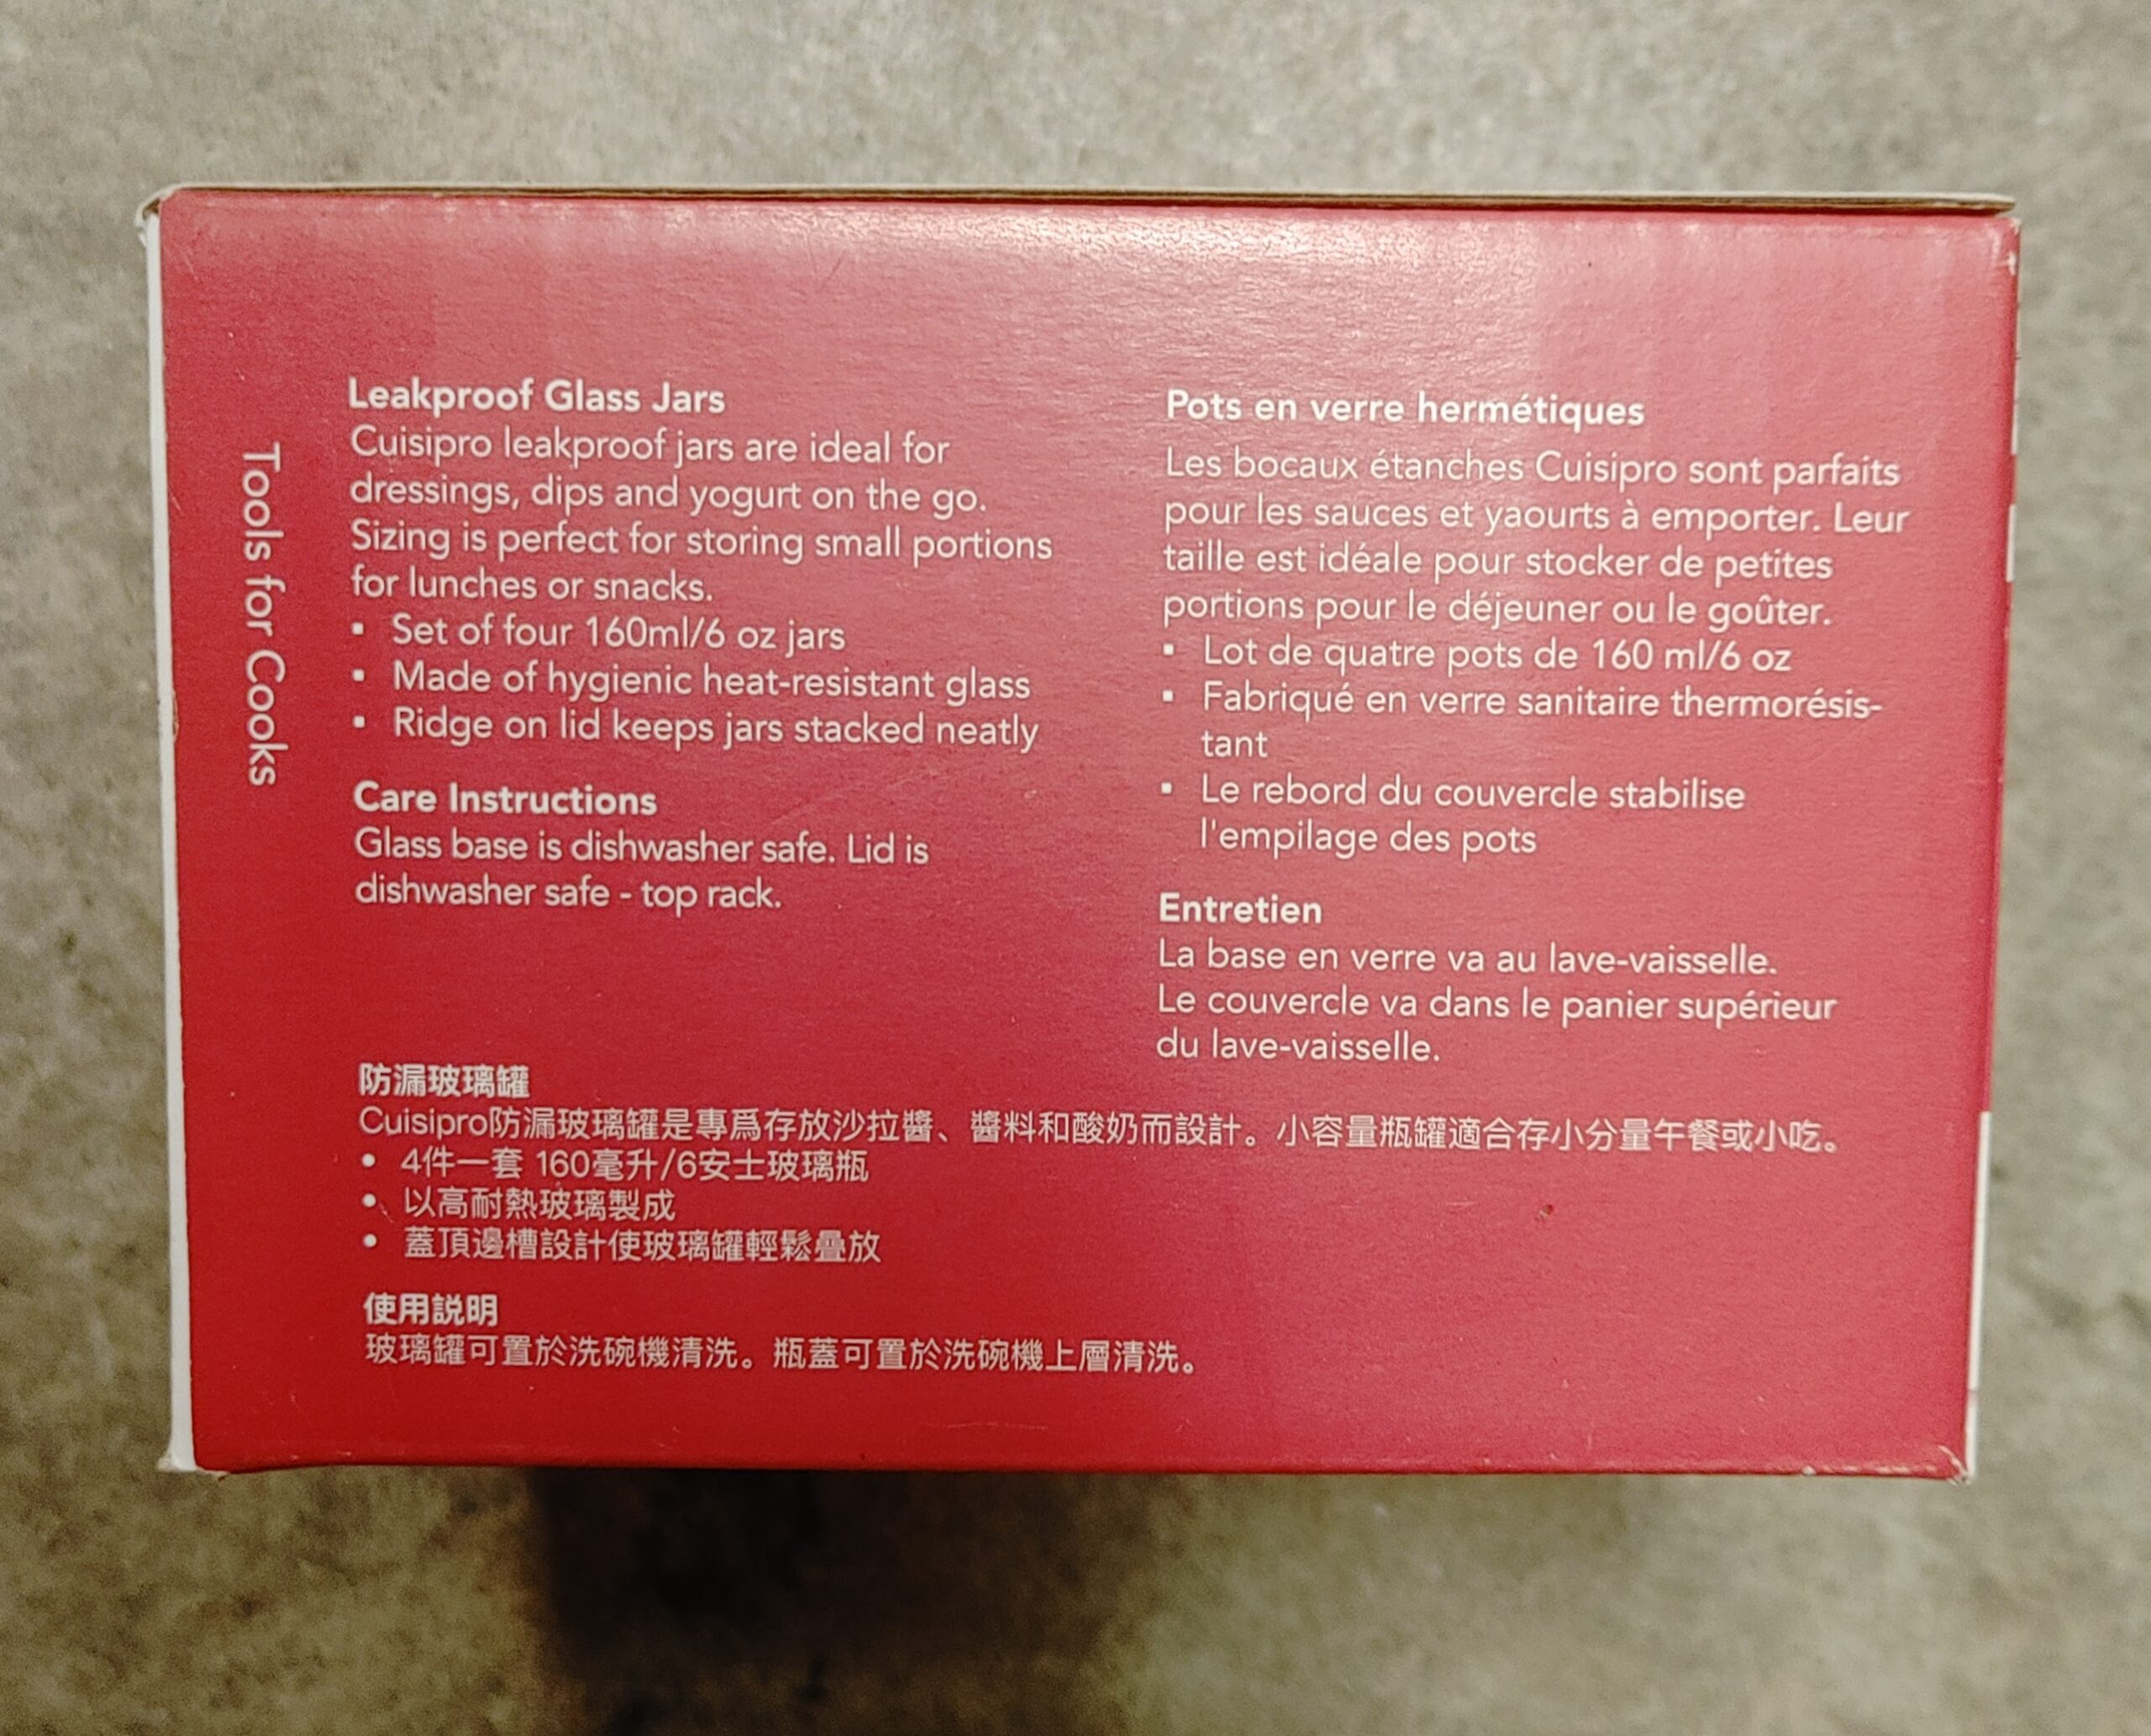 Tools for Cooks
Leakproof Glass Jars
Cuisipro leakproof jars are ideal for
dressings, dips and yogurt on the go.
Sizing is perfect for storing small portions
for lunches or snacks.
▪ Set of four 160ml/6 oz jars
▪ Made of hygienic heat-resistant glass
▪ Ridge on lid keeps jars stacked neatly
Care Instructions
Glass base is dishwasher safe. Lid is
dishwasher safe - top rack.
Pots en verre hermétiques
Les bocaux étanches Cuisipro sont parfaits
pour les sauces et yaourts à emporter. Leur
taille est idéale pour stocker de petites
portions pour le déjeuner ou le goûter.
▪ Lot de quatre pots de 160 ml/6 oz
▪ Fabriqué en verre sanitaire thermorésis-
tant
▪ Le rebord du couvercle stabilise
l'empilage des pots
Entretien
La base en verre va au lave-vaisselle.
Le couvercle va dans le panier supérieur
du lave-vaisselle.
防漏玻璃罐
Cuisipro防漏玻璃罐是專爲存放沙拉醬、醬料和酸奶而設計。小容量瓶罐適合存小分量午餐或小吃。
• 4件一套 160毫升/6安士玻璃瓶
• 以高耐熱玻璃製成
• 蓋頂邊槽設計使玻璃罐輕鬆疊放
使用説明
玻璃罐可置於洗碗機清洗。瓶蓋可置於洗碗機上層清洗。